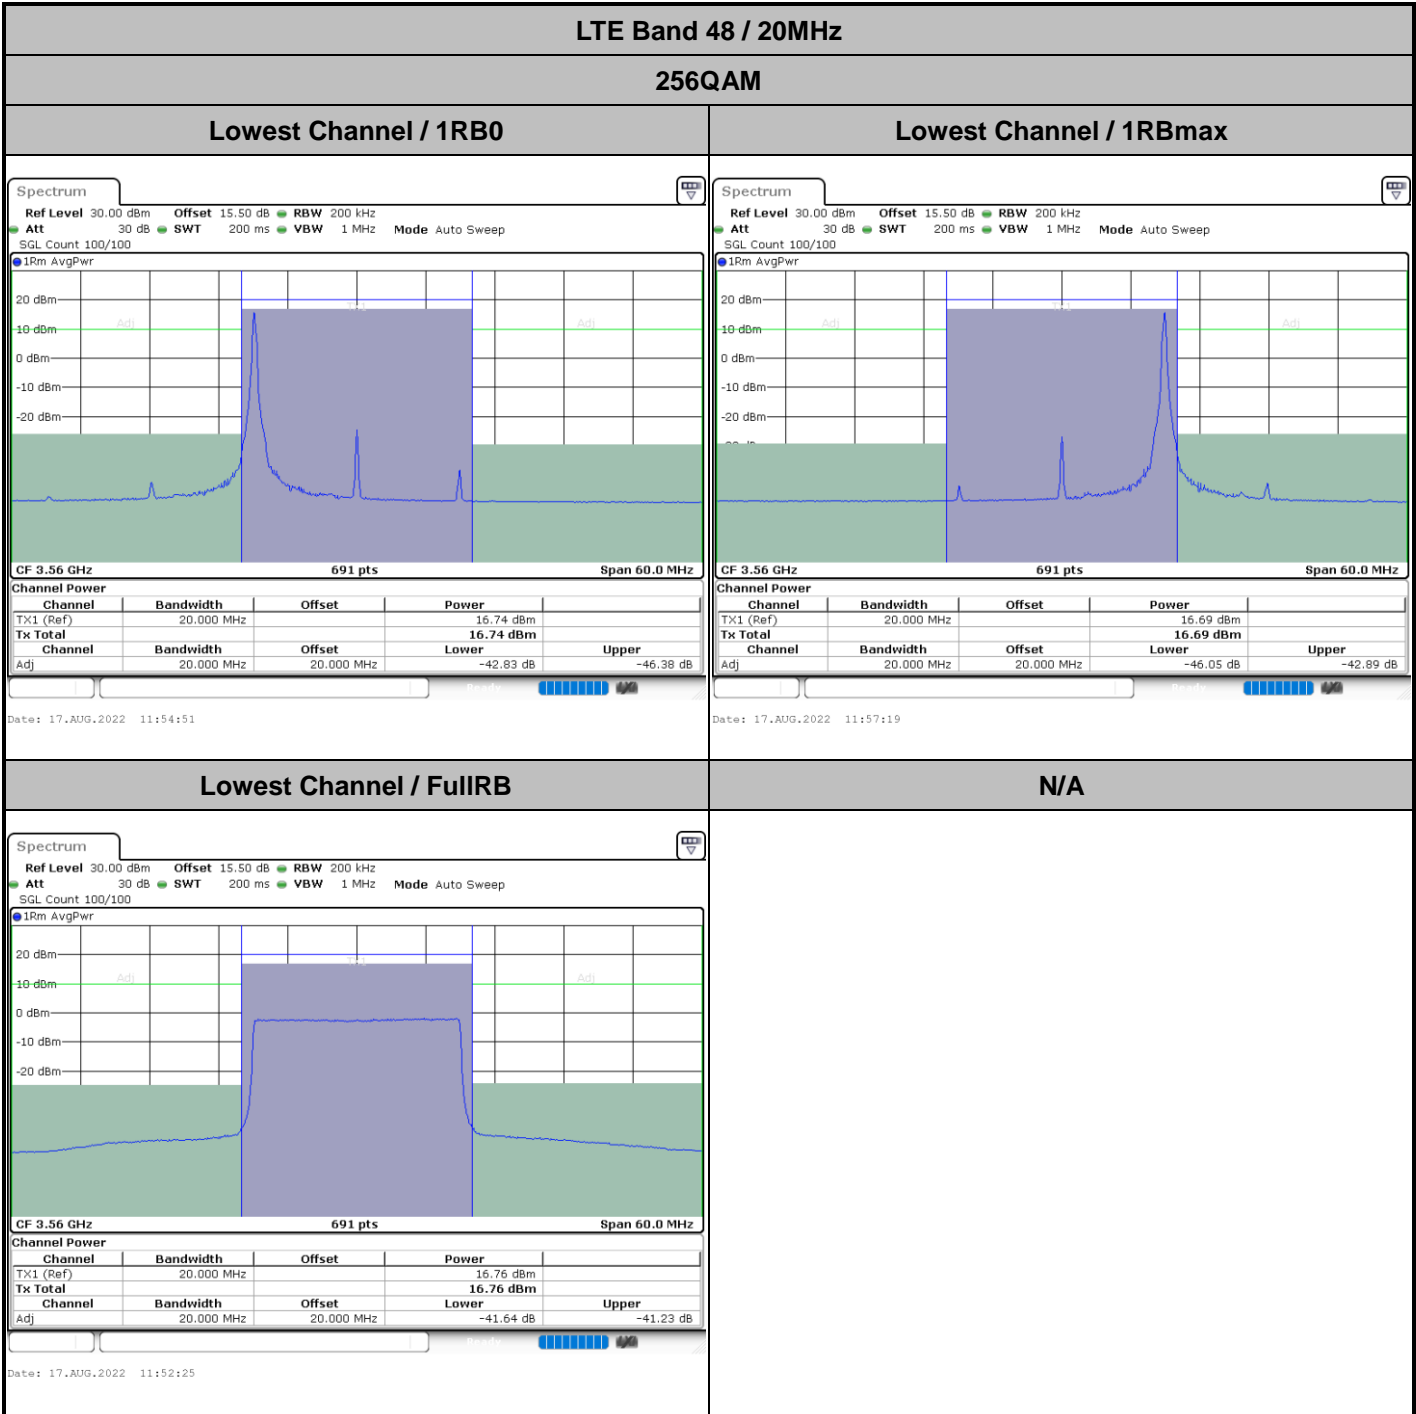 LTE Band 48 / 20MHz
256QAM
Lowest Channel / 1RB0
Lowest Channel / 1RBmax
Spectrum
Ref Level 30.00 dBm Offset 15.50 dB RBW 200 kHz
Att 30 dB SWT 200 ms VBW 1 MHz Mode Auto Sweep
SGL Count 100/100
1Rm AvgPwr
TX1
Adj
Adj
20 dBm
10 dBm
0 dBm
-10 dBm
-20 dBm
CF 3.56 GHz 691 pts Span 60.0 MHz
Channel Power
Channel Bandwidth Offset Power
TX1 (Ref) 20.000 MHz 16.74 dBm
Tx Total 16.74 dBm
Channel Bandwidth Offset Lower Upper
Adj 20.000 MHz 20.000 MHz -42.83 dB -46.38 dB
Ready
Date: 17.AUG.2022 11:54:51
Spectrum
Ref Level 30.00 dBm Offset 15.50 dB RBW 200 kHz
Att 30 dB SWT 200 ms VBW 1 MHz Mode Auto Sweep
SGL Count 100/100
1Rm AvgPwr
TX1
Adj
Adj
20 dBm
10 dBm
0 dBm
-10 dBm
-20 dBm
CF 3.56 GHz 691 pts Span 60.0 MHz
Channel Power
Channel Bandwidth Offset Power
TX1 (Ref) 20.000 MHz 16.69 dBm
Tx Total 16.69 dBm
Channel Bandwidth Offset Lower Upper
Adj 20.000 MHz 20.000 MHz -46.05 dB -42.89 dB
Ready
Date: 17.AUG.2022 11:57:19
Lowest Channel / FullRB
N/A
Spectrum
Ref Level 30.00 dBm Offset 15.50 dB RBW 200 kHz
Att 30 dB SWT 200 ms VBW 1 MHz Mode Auto Sweep
SGL Count 100/100
1Rm AvgPwr
TX1
Adj
Adj
20 dBm
10 dBm
0 dBm
-10 dBm
-20 dBm
CF 3.56 GHz 691 pts Span 60.0 MHz
Channel Power
Channel Bandwidth Offset Power
TX1 (Ref) 20.000 MHz 16.76 dBm
Tx Total 16.76 dBm
Channel Bandwidth Offset Lower Upper
Adj 20.000 MHz 20.000 MHz -41.64 dB -41.23 dB
Ready
Date: 17.AUG.2022 11:52:25